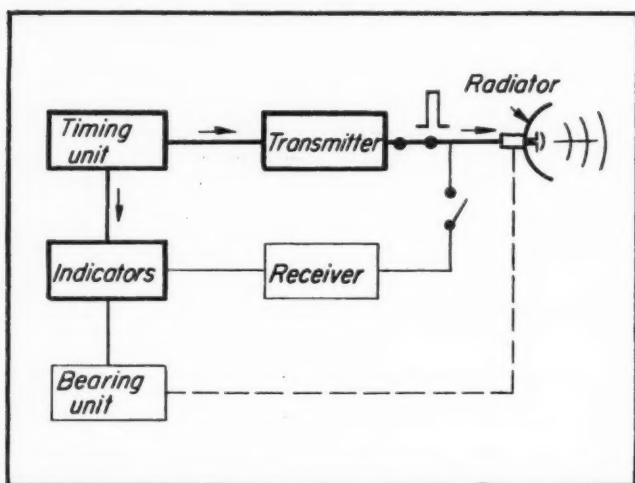 Radiator
Timing
unit
Transmitter
Indicators
Receiver
Bearing
unit